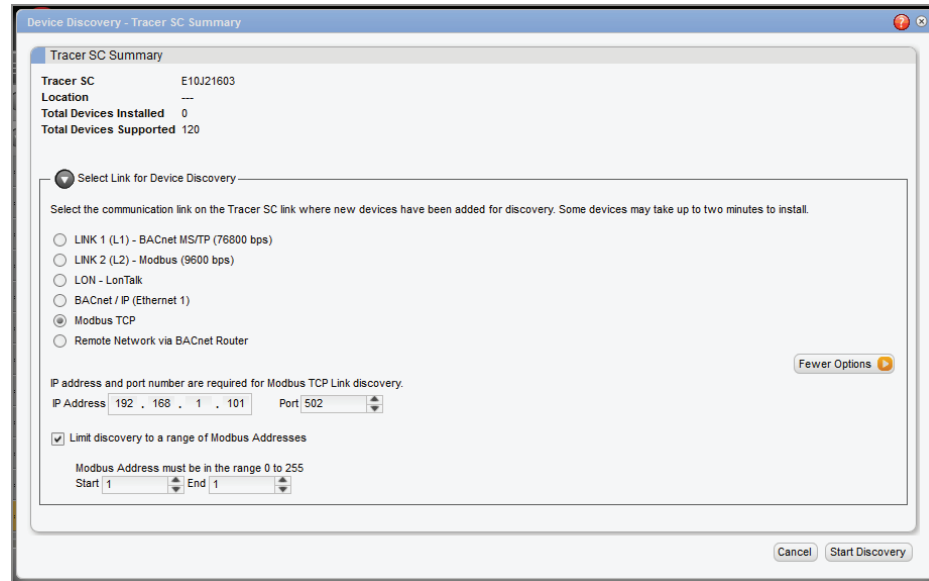 Device Discovery - Tracer SC Summary
Tracer SC Summary
Tracer SC E10J21603
Location ---
Total Devices Installed 0
Total Devices Supported 120
Select Link for Device Discovery
Select the communication link on the Tracer SC link where new devices have been added for discovery. Some devices may take up to two minutes to install.
LINK 1 (L1) - BACnet MS/TP (76800 bps)
LINK 2 (L2) - Modbus (9600 bps)
LON - LonTalk
BACnet / IP (Ethernet 1)
Modbus TCP
Remote Network via BACnet Router
Fewer Options
IP address and port number are required for Modbus TCP Link discovery.
IP Address 192 . 168 . 1 . 101 Port 502
Limit discovery to a range of Modbus Addresses
Modbus Address must be in the range 0 to 255
Start 1 End 1
Cancel Start Discovery